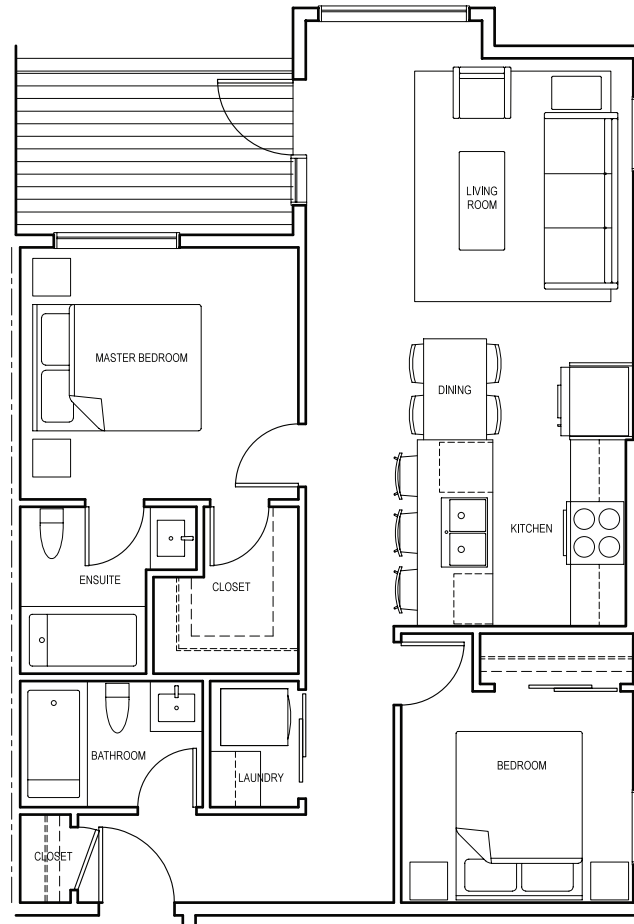 LIVING
ROOM
MASTER BEDROOM
DINING
KITCHEN
ENSUITE
CLOSET
BATHROOM
LAUNDRY
BEDROOM
CLOSET